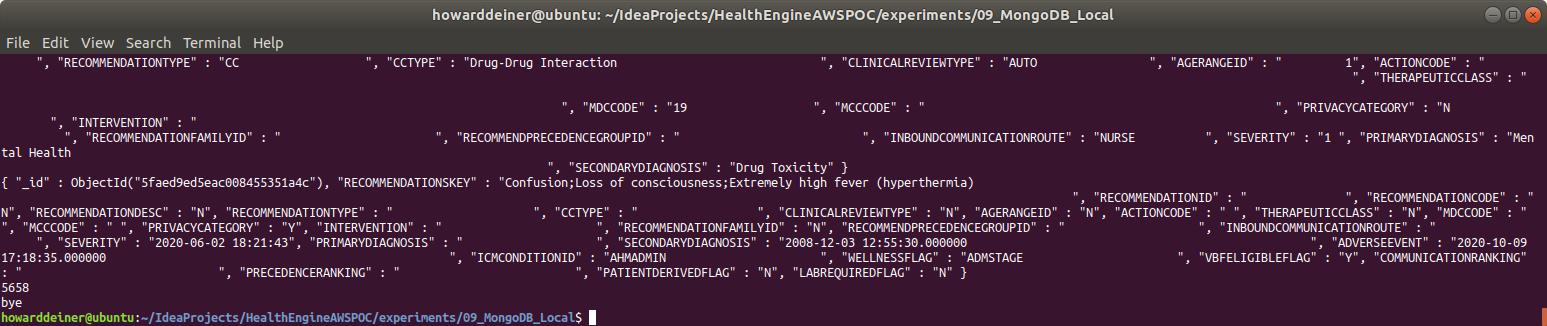 howarddeiner@ubuntu: ~/IdeaProjects/HealthEngineAWSPOC/experiments/09_MongoDB_Local
File Edit View Search Terminal Help
", "RECOMMENDATIONTYPE" : "CC ", "CCTYPE" : "Drug-Drug Interaction ", "CLINICALREVIEWTYPE" : "AUTO ", "AGERANGEID" : " 1", "ACTIONCODE" : "
", "THERAPEUTICCLASS" : "
", "MDCCODE" : "19 ", "MCCCODE" : " ", "PRIVACYCATEGORY" : "N
", "INTERVENTION" : "
", "RECOMMENDATIONFAMILYID" : " ", "RECOMMENDPRECEDENCEGROUPID" : " ", "INBOUNDCOMMUNICATIONROUTE" : "NURSE ", "SEVERITY" : "1 ", "PRIMARYDIAGNOSIS" : "Men
tal Health
", "SECONDARYDIAGNOSIS" : "Drug Toxicity" }
{ "_id" : ObjectId("5faed9ed5eac008455351a4c"), "RECOMMENDATIONSKEY" : "Confusion;Loss of consciousness;Extremely high fever (hyperthermia)
", "RECOMMENDATIONID" : " ", "RECOMMENDATIONCODE" : "
N", "RECOMMENDATIONDESC" : "N", "RECOMMENDATIONTYPE" : " ", "CCTYPE" : " ", "CLINICALREVIEWTYPE" : "N", "AGERANGEID" : "N", "ACTIONCODE" : " ", "THERAPEUTICCLASS" : "N", "MDCCODE" : "
", "MCCCODE" : " ", "PRIVACYCATEGORY" : "Y", "INTERVENTION" : " ", "RECOMMENDATIONFAMILYID" : "N", "RECOMMENDPRECEDENCEGROUPID" : " ", "INBOUNDCOMMUNICATIONROUTE" : "
", "SEVERITY" : "2020-06-02 18:21:43", "PRIMARYDIAGNOSIS" : " ", "SECONDARYDIAGNOSIS" : "2008-12-03 12:55:30.000000 ", "ADVERSEEVENT" : "2020-10-09
17:18:35.000000 ", "ICMCONDITIONID" : "AHMADMIN ", "WELLNESSFLAG" : "ADMSTAGE ", "VBFELIGIBLEFLAG" : "Y", "COMMUNICATIONRANKING"
: " ", "PRECEDENCERANKING" : " ", "PATIENTDERIVEDFLAG" : "N", "LABREQUIREDFLAG" : "N" }
5658
bye
howarddeiner@ubuntu:~/IdeaProjects/HealthEngineAWSPOC/experiments/09_MongoDB_Local$